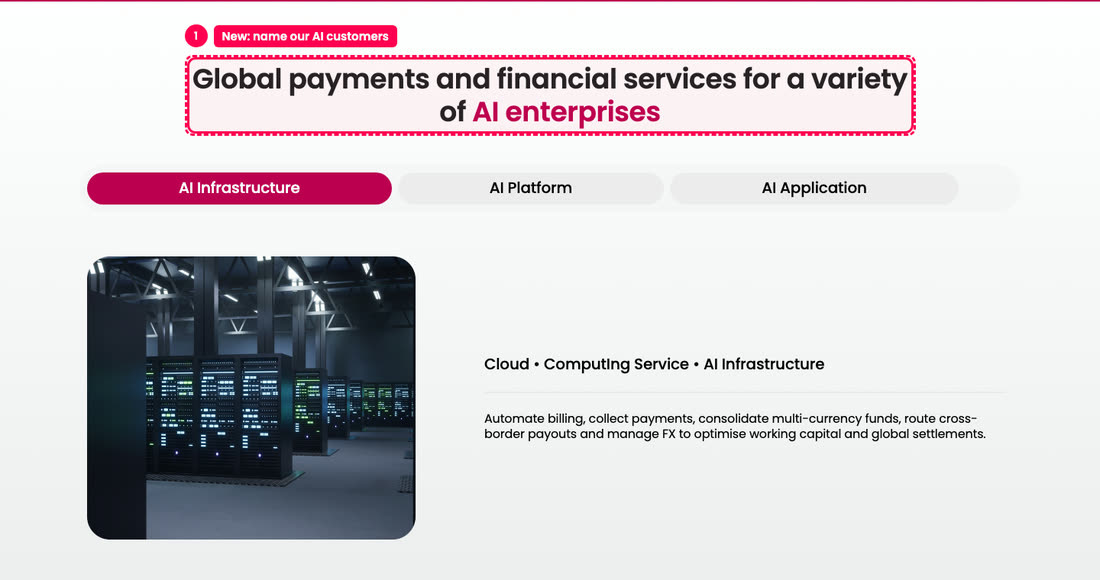 1
New: name our AI customers
Global payments and financial services for a variety
of AI enterprises
AI Infrastructure
AI Platform
AI Application
Cloud • ComputIng Service • AI Infrastructure
Automate billing, collect payments, consolidate multi-currency funds, route cross-
border payouts and manage FX to optimise working capital and global settlements.